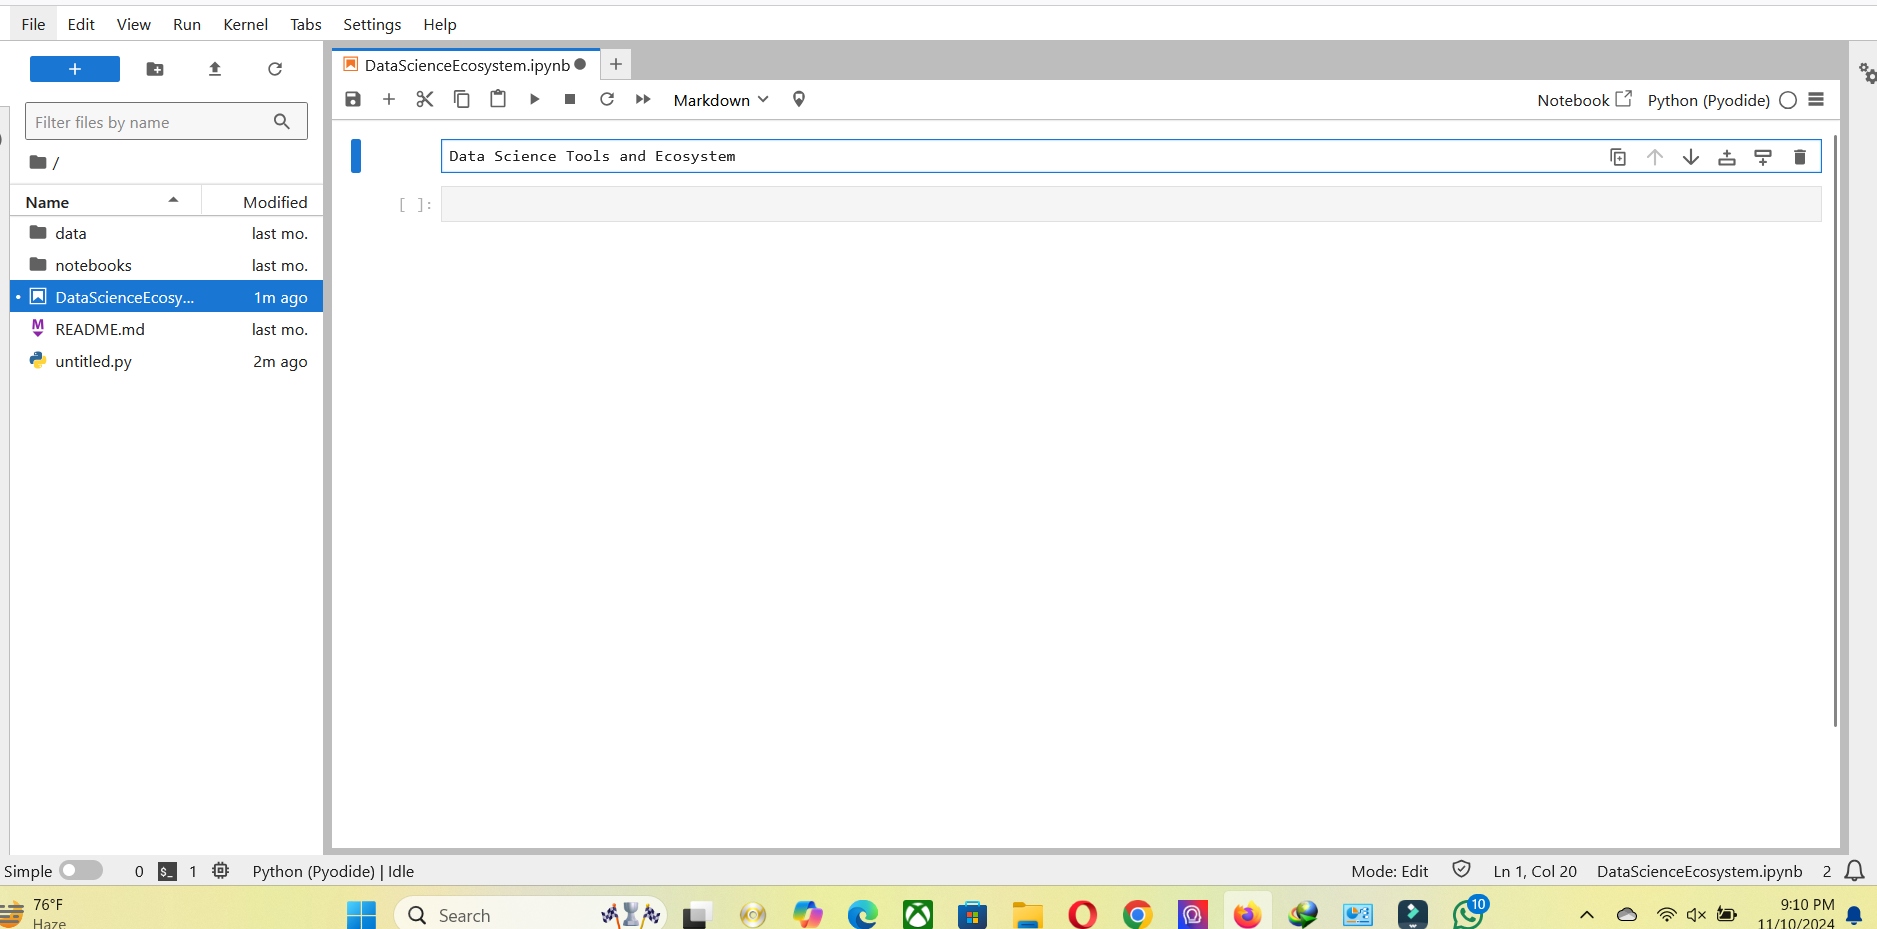 File Edit View Run Kernel Tabs Settings Help
DataScienceEcosystem.ipynb
Markdown Notebook Python (Pyodide)
Filter files by name
/
Name Modified
data last mo.
notebooks last mo.
DataScienceEcosy... 1m ago
README.md last mo.
untitled.py 2m ago
Data Science Tools and Ecosystem
[ ]:
Simple 0 $_ 1 Python (Pyodide) | Idle Mode: Edit Ln 1, Col 20 DataScienceEcosystem.ipynb 2
76°F
Haze
Search
10
9:10 PM
11/10/2024